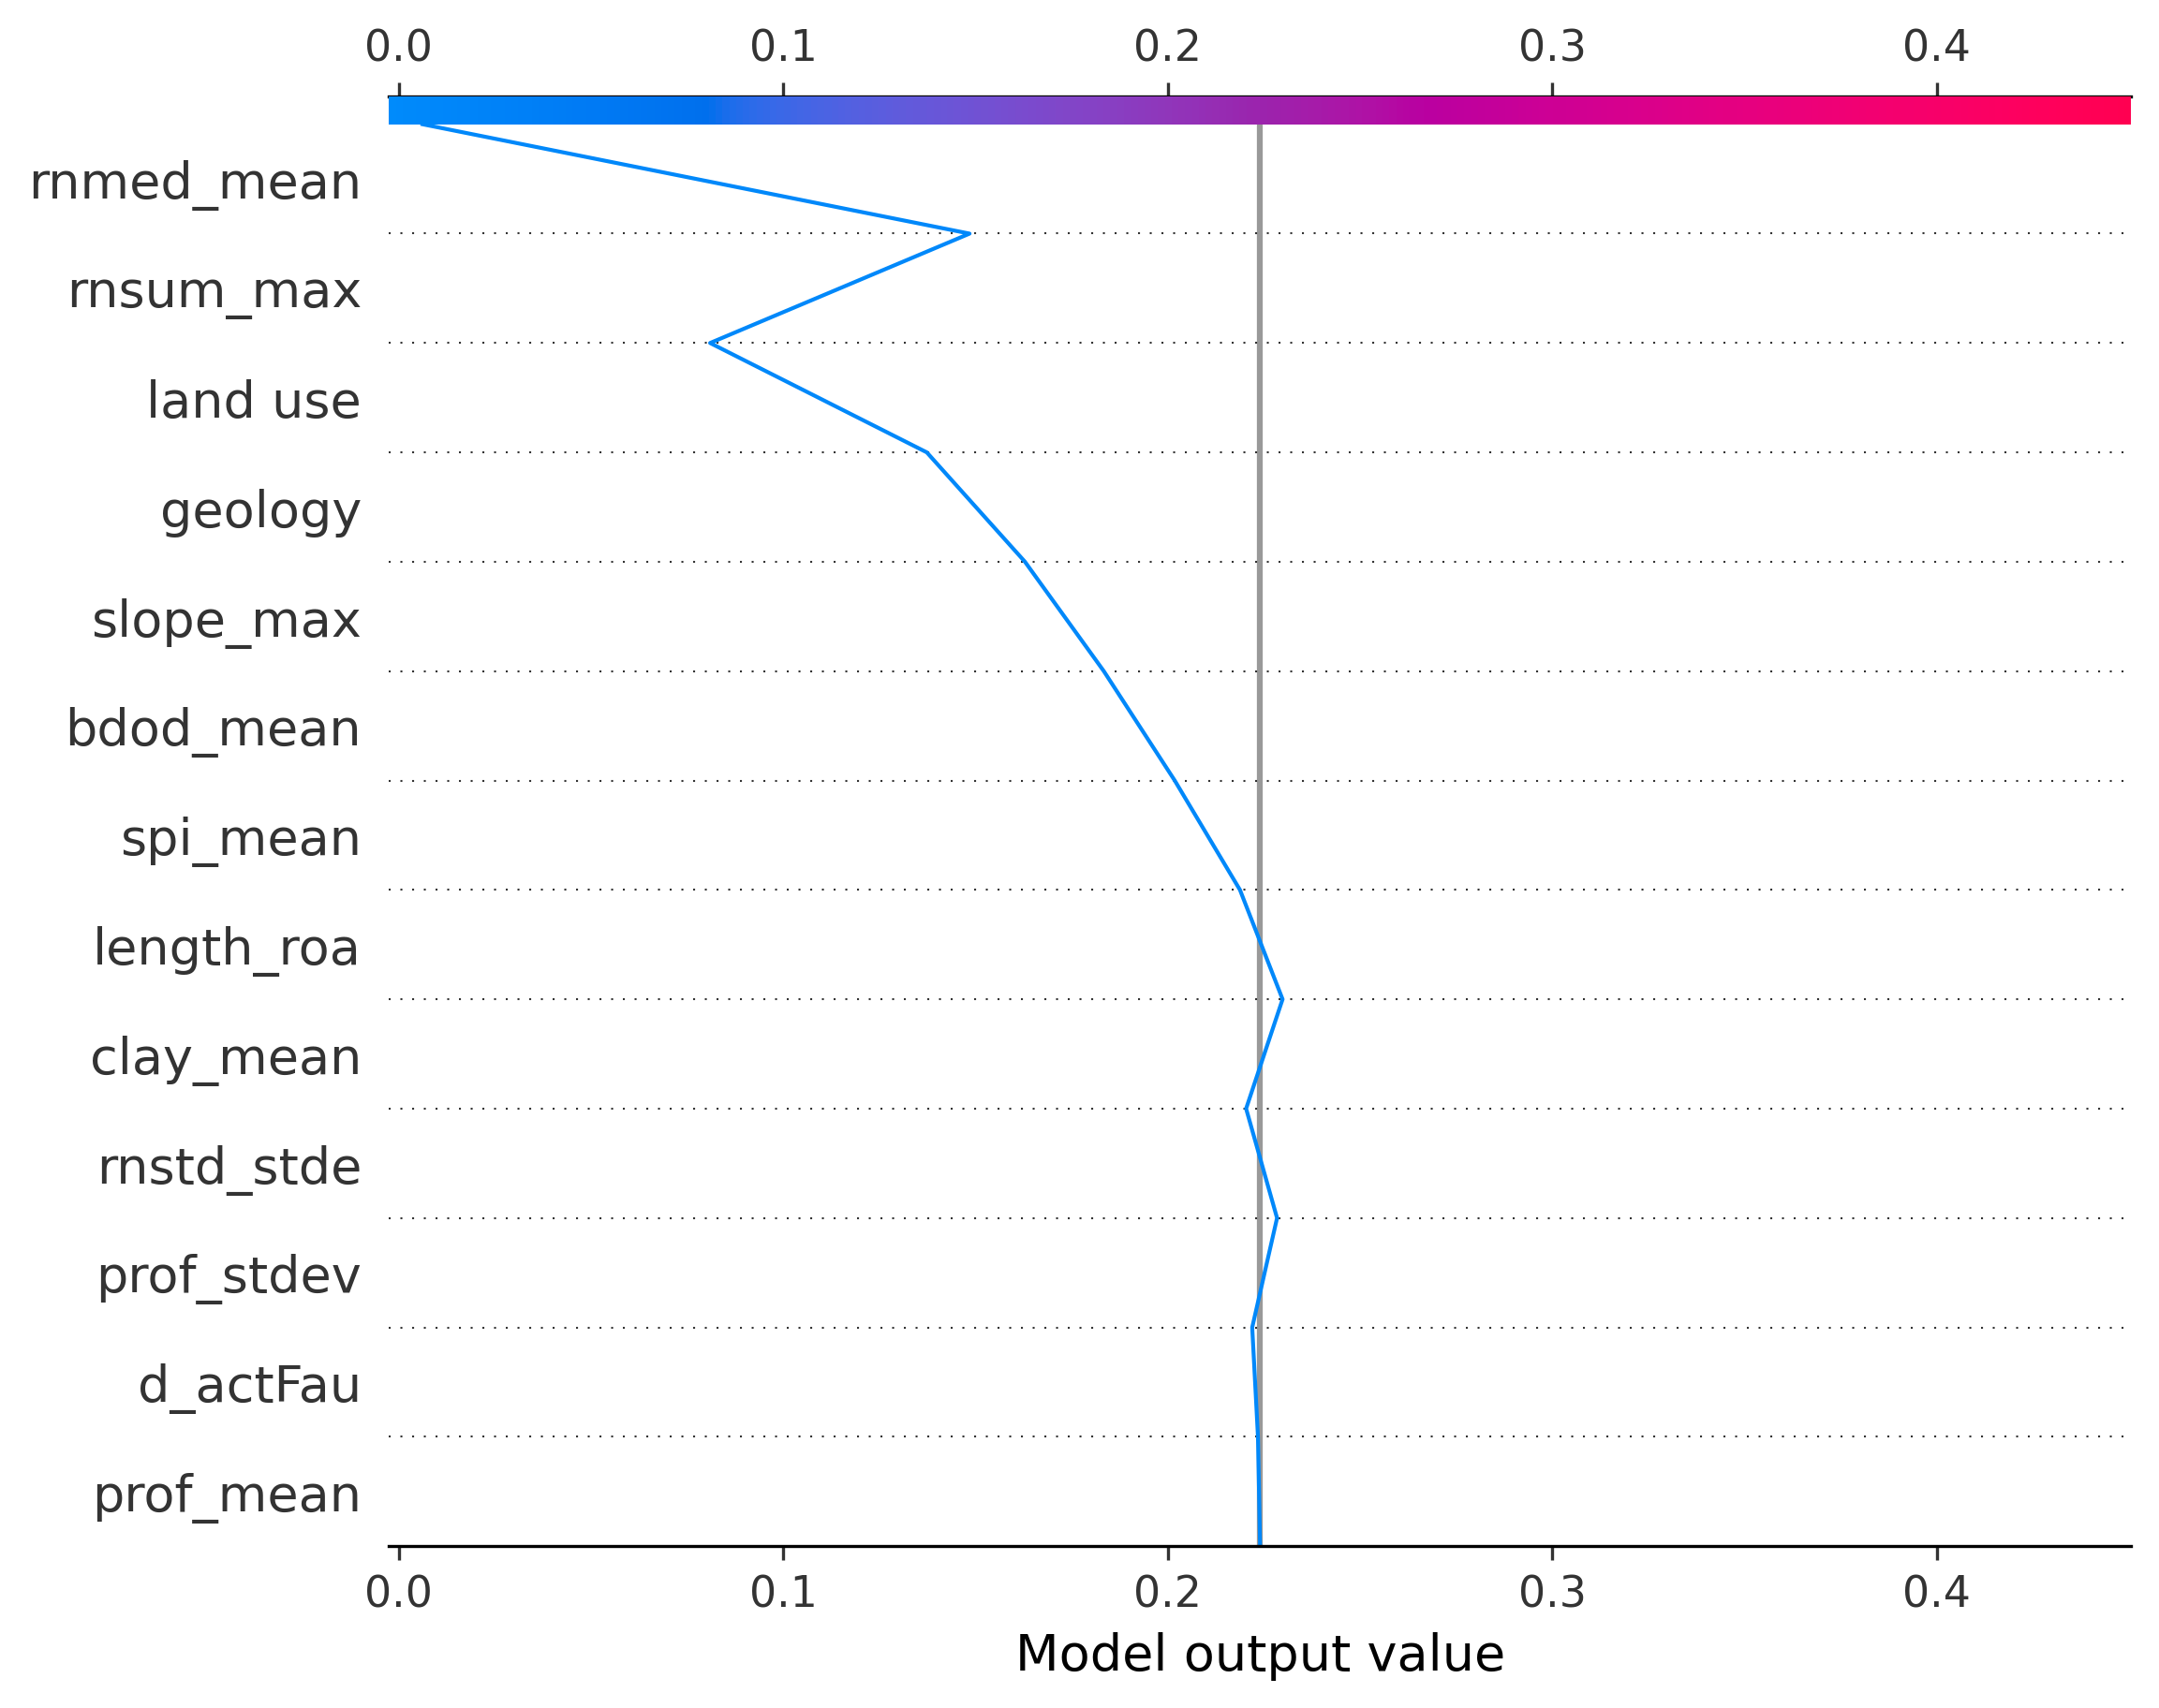 0.0 0.1 0.2 0.3 0.4
rnmed_mean
rnsum_max
land use
geology
slope_max
bdod_mean
spi_mean
length_roa
clay_mean
rnstd_stde
prof_stdev
d_actFau
prof_mean
0.0 0.1 0.2 0.3 0.4
Model output value